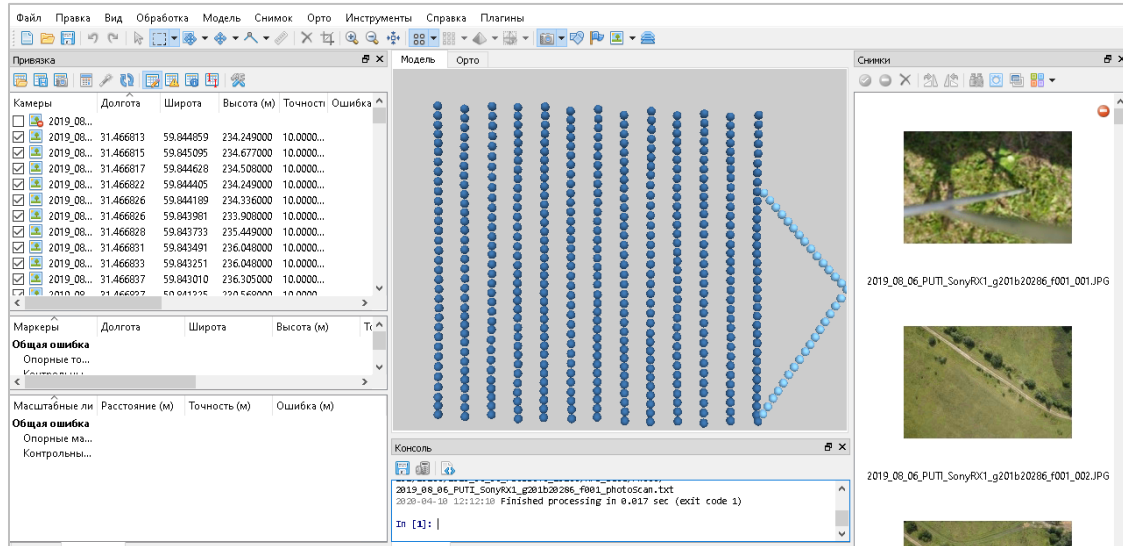 Файл Правка Вид Обработка Модель Снимок Орто Инструменты Справка Плагины
Привязка
Камеры Долгота Широта Высота (м) Точності Ошибка
2019_08...
2019_08... 31.466813 59.844859 234.249000 10.0000...
2019_08... 31.466815 59.845095 234.677000 10.0000...
2019_08... 31.466817 59.844628 234.508000 10.0000...
2019_08... 31.466822 59.844405 234.249000 10.0000...
2019_08... 31.466826 59.844189 234.336000 10.0000...
2019_08... 31.466826 59.843981 233.908000 10.0000...
2019_08... 31.466828 59.843733 235.449000 10.0000...
2019_08... 31.466831 59.843491 236.048000 10.0000...
2019_08... 31.466833 59.843251 236.048000 10.0000...
2019_08... 31.466837 59.843010 236.305000 10.0000...
Маркеры Долгота Широта Высота (м)
Общая ошибка
Опорные то...
Масштабные ли Расстояние (м) Точность (м) Ошибка (м)
Общая ошибка
Опорные ма...
Контрольны...
Модель Орто
Консоль
2019_08_06_PUTI_SonyRX1_g201b20286_f001_photoScan.txt
2020-04-10 12:12:10 Finished processing in 0.017 sec (exit code 1)
In [1]:
Снимки
2019_08_06_PUTI_SonyRX1_g201b20286_f001_001.JPG
2019_08_06_PUTI_SonyRX1_g201b20286_f001_002.JPG